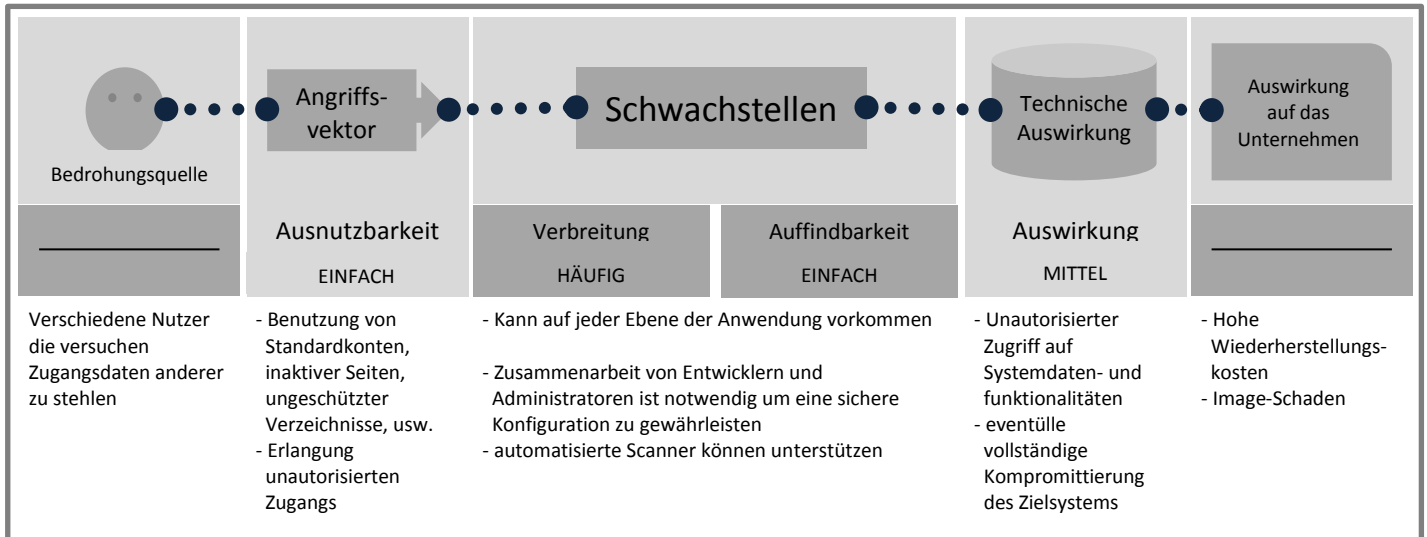 Bedrohungsquelle
Angriffs-
vektor
Schwachstellen
Technische
Auswirkung
Auswirkung
auf das
Unternehmen
Ausnutzbarkeit
EINFACH
Verbreitung
HÄUFIG
Auffindbarkeit
EINFACH
Auswirkung
MITTEL
Verschiedene Nutzer
die versuchen
Zugangsdaten anderer
zu stehlen
- Benutzung von
Standardkonten,
inaktiver Seiten,
ungeschützter
Verzeichnisse, usw.
- Erlangung
unautorisierten
Zugangs
- Kann auf jeder Ebene der Anwendung vorkommen
- Zusammenarbeit von Entwicklern und
Administratoren ist notwendig um eine sichere
Konfiguration zu gewährleisten
- automatisierte Scanner können unterstützen
- Unautorisierter
Zugriff auf
Systemdaten- und
funktionalitäten
- eventülle
vollständige
Kompromittierung
des Zielsystems
- Hohe
Wiederherstellungs-
kosten
- Image-Schaden